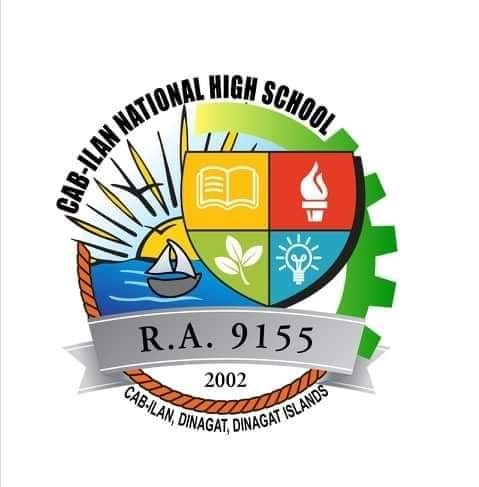 CAB-ILAN NATIONAL HIGH SCHOOL
R.A. 9155
2002
CAB-ILAN, DINAGAT, DINAGAT ISLANDS